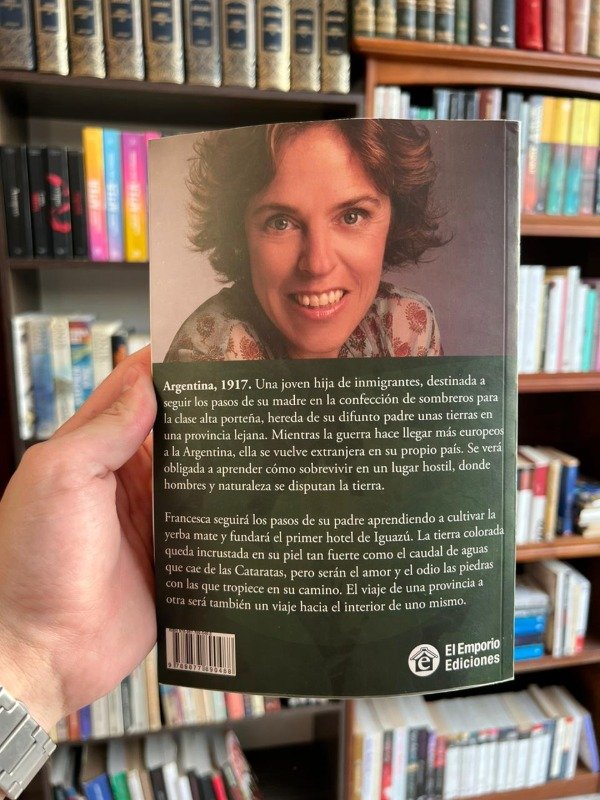 Argentina, 1917. Una joven hija de inmigrantes, destinada a
seguir los pasos de su madre en la confección de sombreros para
la clase alta porteña, hereda de su difunto padre unas tierras en
una provincia lejana. Mientras la guerra hace llegar más europeos
a la Argentina, ella se vuelve extranjera en su propio país. Se verá
obligada a aprender cómo sobrevivir en un lugar hostil, donde
hombres y naturaleza se disputan la tierra.
Francesca seguirá los pasos de su padre aprendiendo a cultivar la
yerba mate y fundará el primer hotel de Iguazú. La tierra colorada
queda incrustada en su piel tan fuerte como el caudal de aguas
que cae de las Cataratas, pero serán el amor y el odio las piedras
con las que tropiece en su camino. El viaje de una provincia a
otra será también un viaje hacia el interior de uno mismo.
El Emporio
Ediciones